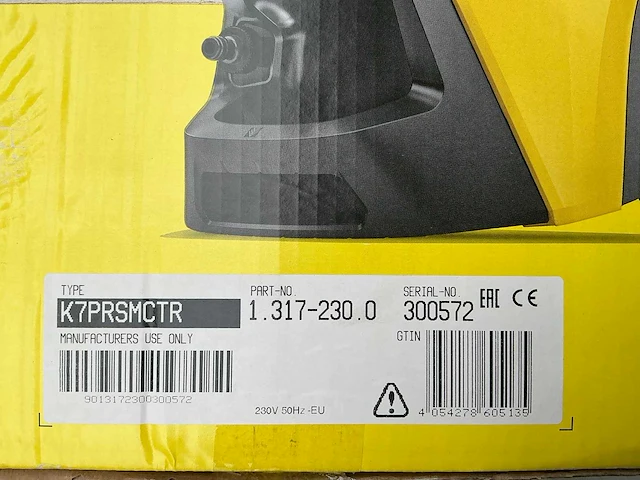 TYPE
K7PRSMCTR
PART-NO.
1.317-230.0
SERIAL-NO.
300572
EAC CE
MANUFACTURERS USE ONLY
9013172300300572
230V 50Hz -EU
GTIN
4 054278 605135